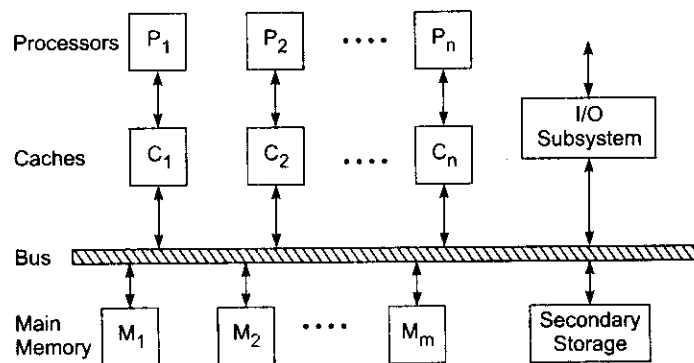 Processors P1 P2 •••• Pn
I/O
Subsystem
Caches C1 C2 •••• Cn
Bus
Main
Memory M1 M2 •••• Mm
Secondary
Storage